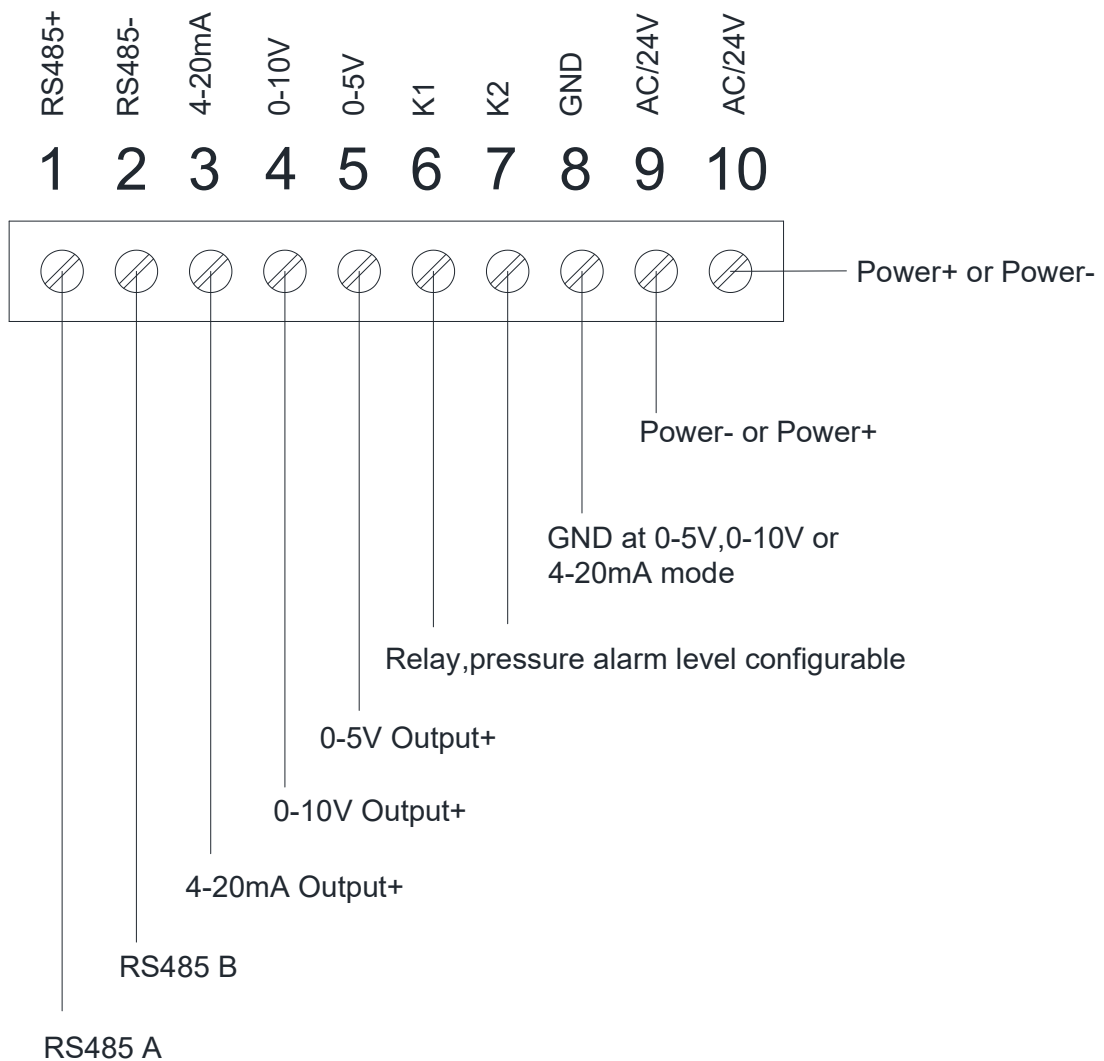 RS485+
RS485-
4-20mA
0-10V
0-5V
K1
K2
GND
AC/24V
AC/24V
1 2 3 4 5 6 7 8 9 10
Power+ or Power-
Power- or Power+
GND at 0-5V,0-10V or
4-20mA mode
Relay,pressure alarm level configurable
0-5V Output+
0-10V Output+
4-20mA Output+
RS485 B
RS485 A